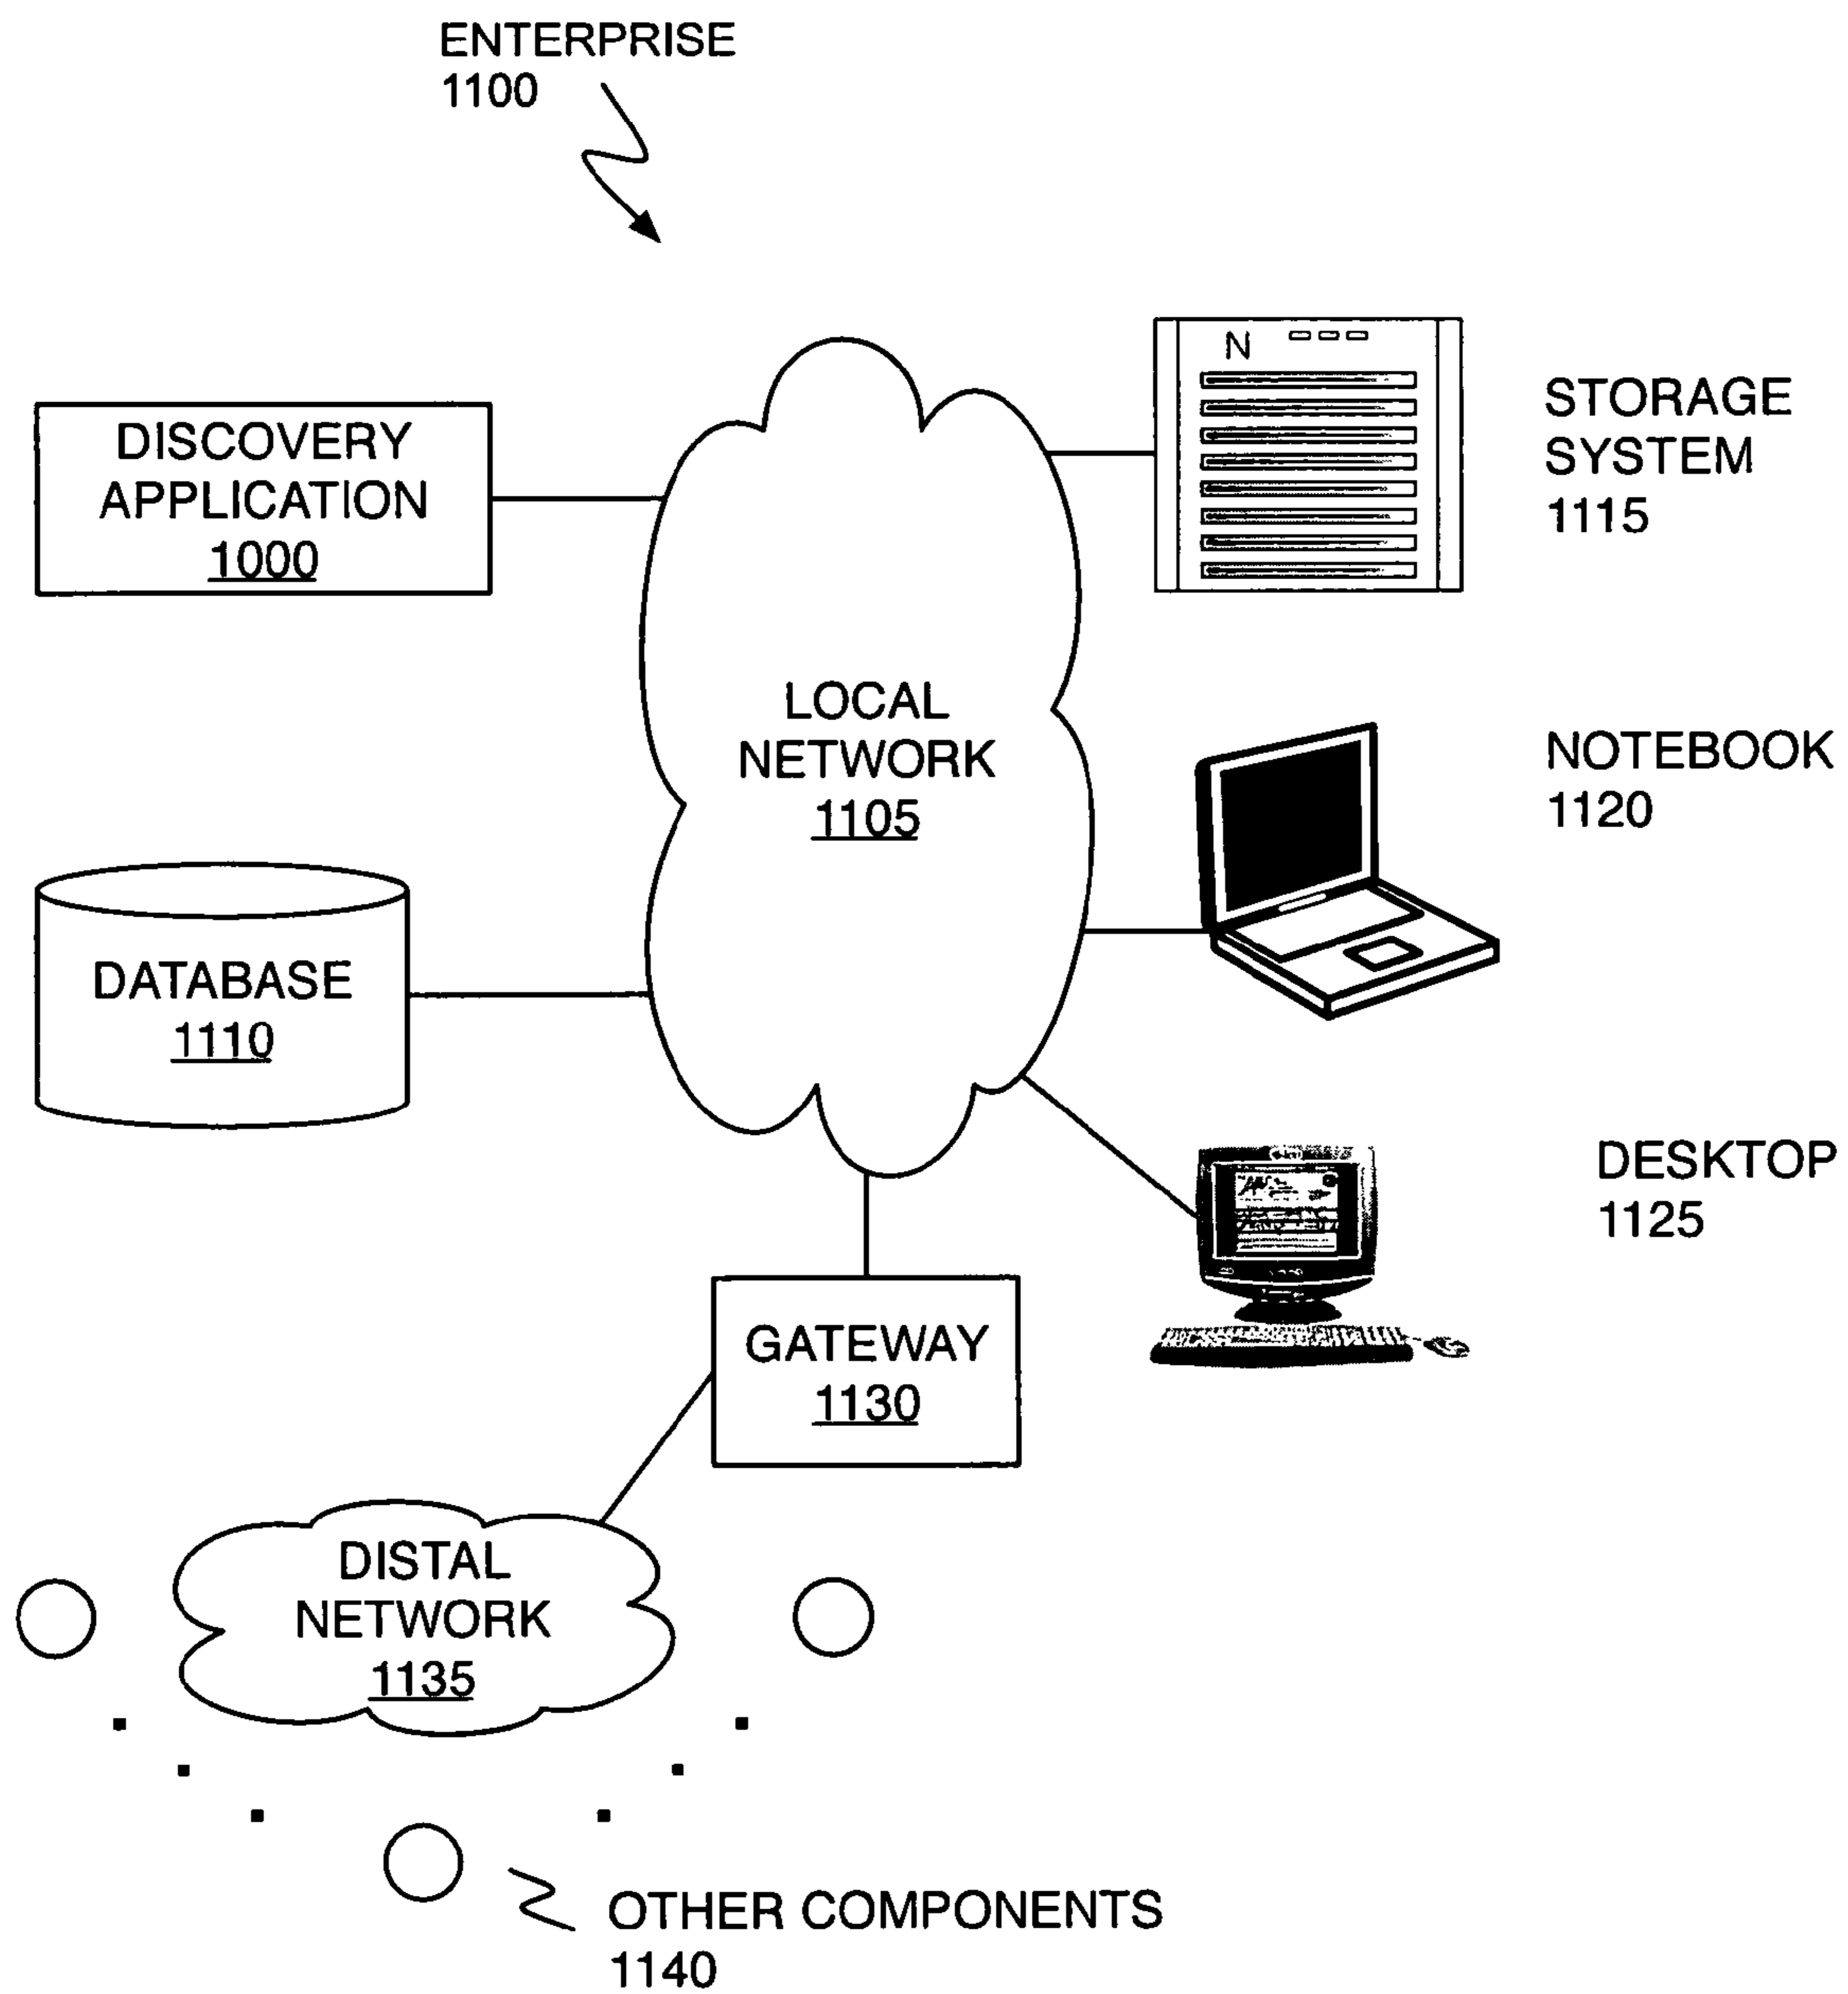 ENTERPRISE
1100
N
DISCOVERY
APPLICATION
1000
STORAGE
SYSTEM
1115
LOCAL
NETWORK
1105
NOTEBOOK
1120
DATABASE
1110
DESKTOP
1125
GATEWAY
1130
DISTAL
NETWORK
1135
OTHER COMPONENTS
1140